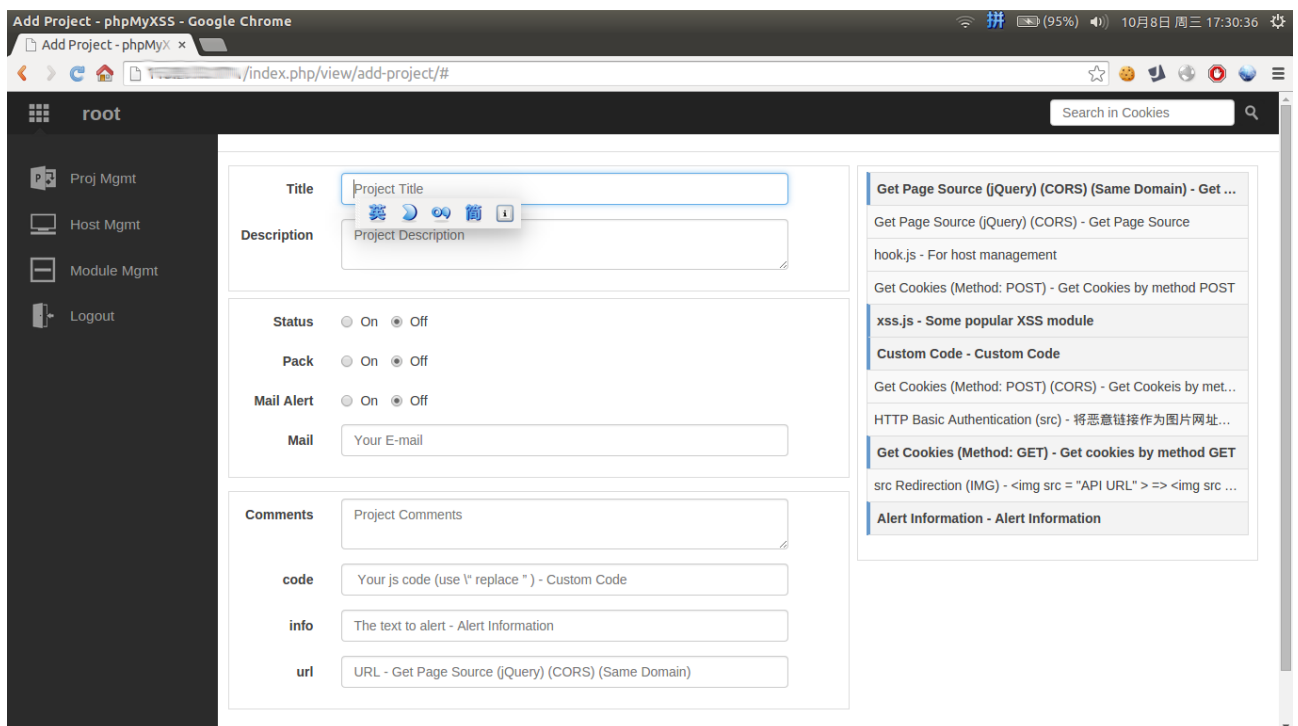 Add Project - phpMyXSS - Google Chrome
拼 (95%) 10月8日 周三 17:30:36
Add Project - phpMyX ×
/index.php/view/add-project/#
root
Search in Cookies
Proj Mgmt
Host Mgmt
Module Mgmt
Logout
Title Project Title
英 简
Description Project Description
Status On Off
Pack On Off
Mail Alert On Off
Mail Your E-mail
Comments Project Comments
code Your js code (use \“ replace ” ) - Custom Code
info The text to alert - Alert Information
url URL - Get Page Source (jQuery) (CORS) (Same Domain)
Get Page Source (jQuery) (CORS) (Same Domain) - Get ...
Get Page Source (jQuery) (CORS) - Get Page Source
hook.js - For host management
Get Cookies (Method: POST) - Get Cookies by method POST
xss.js - Some popular XSS module
Custom Code - Custom Code
Get Cookies (Method: POST) (CORS) - Get Cookeis by met...
HTTP Basic Authentication (src) - 将恶意链接作为图片网址...
Get Cookies (Method: GET) - Get cookies by method GET
src Redirection (IMG) - <img src = "API URL" > => <img src ...
Alert Information - Alert Information